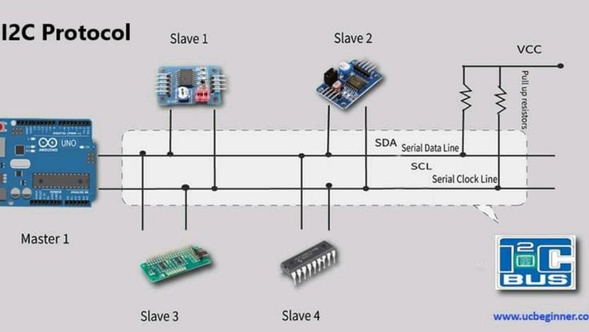 I2C Protocol
Slave 1
Slave 2
VCC
Pull up resistors
ARDUINO
UNO
SDA
Serial Data Line
SCL
Serial Clock Line
Master 1
Slave 3
Slave 4
I2C
BUS
www.ucbeginner.co